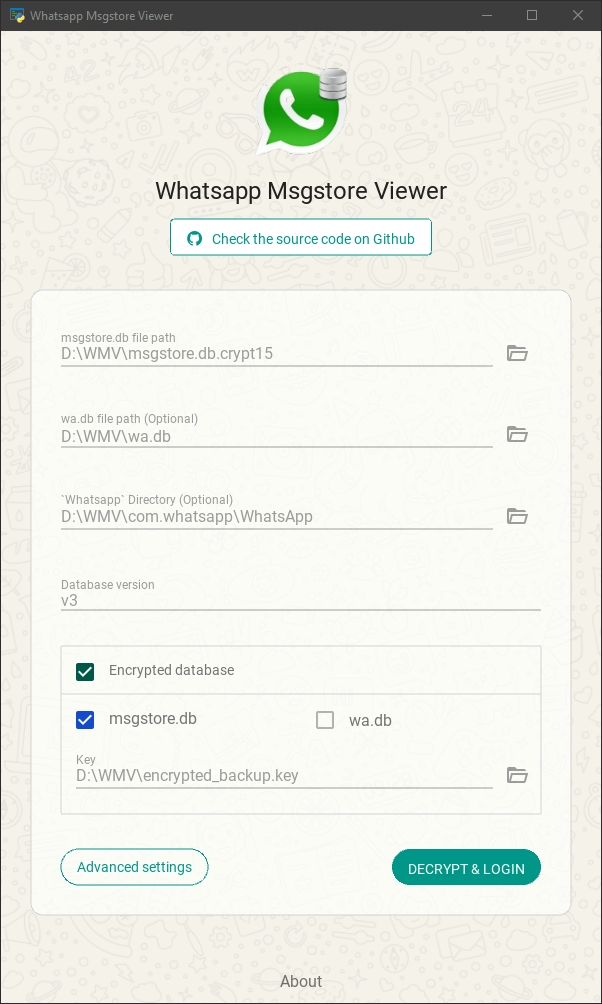 Whatsapp Msgstore Viewer
Whatsapp Msgstore Viewer
Check the source code on Github
msgstore.db file path
D:\WMV\msgstore.db.crypt15
wa.db file path (Optional)
D:\WMV\wa.db
`Whatsapp` Directory (Optional)
D:\WMV\com.whatsapp\WhatsApp
Database version
v3
Encrypted database
msgstore.db wa.db
Key
D:\WMV\encrypted_backup.key
Advanced settings DECRYPT & LOGIN
About